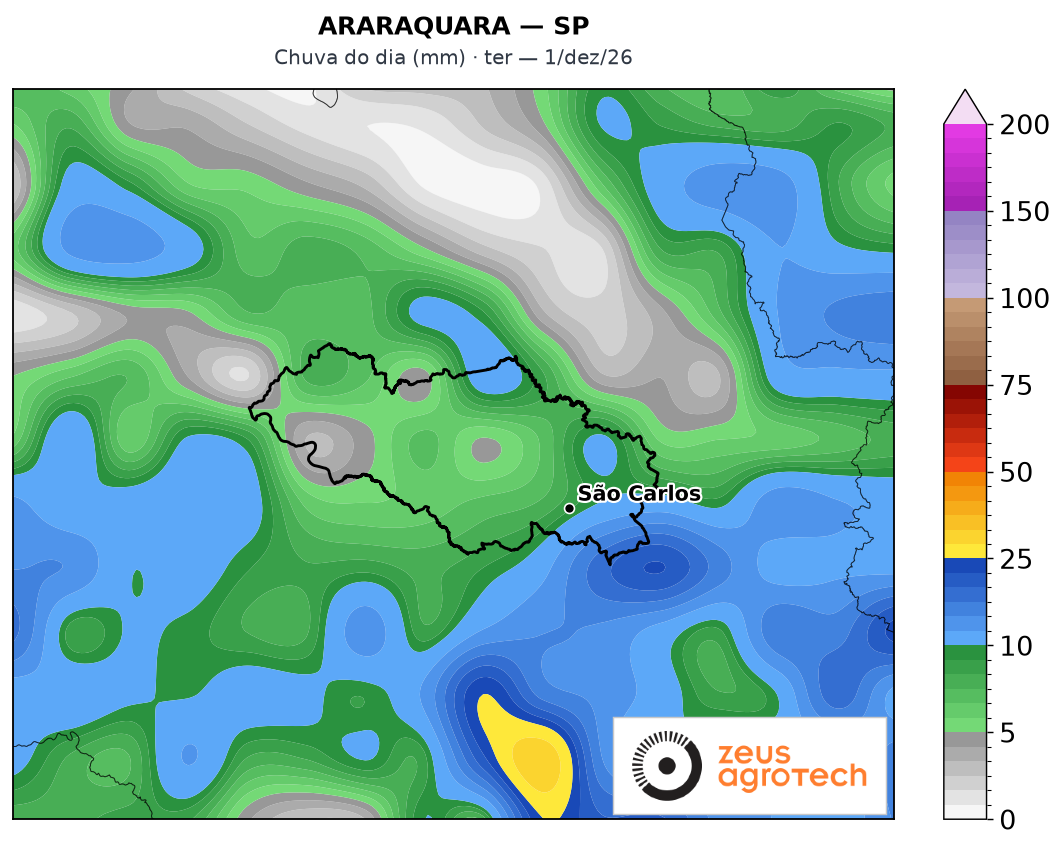 ARARAQUARA — SP
Chuva do dia (mm) · ter — 1/dez/26
200
150
100
75
50
25
10
5
0
São Carlos
zeus
agrotech